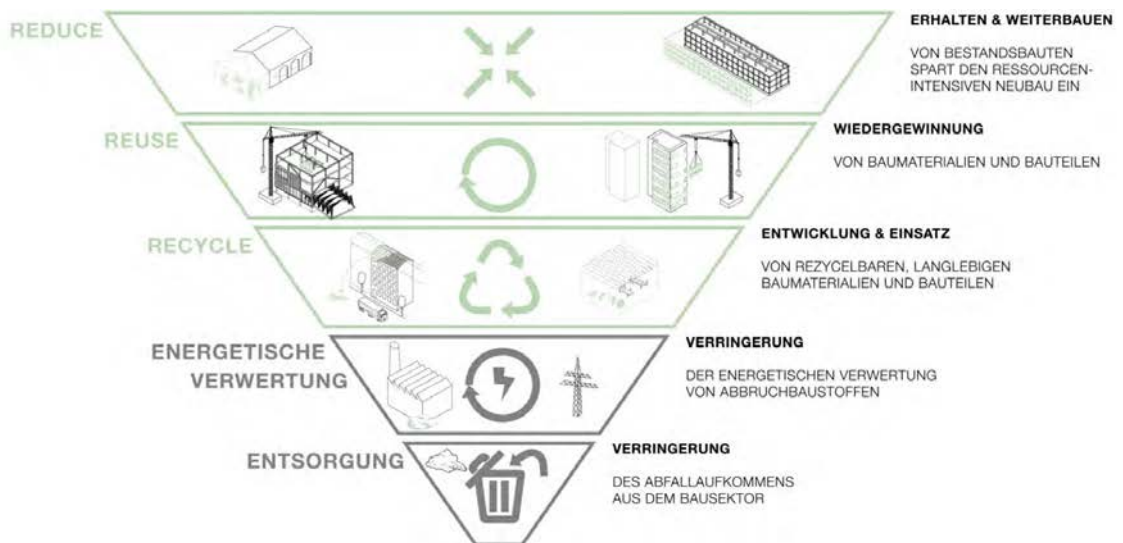 REDUCE
ERHALTEN & WEITERBAUEN
VON BESTANDSBAUTEN
SPART DEN RESSOURCEN-
INTENSIVEN NEUBAU EIN
REUSE
WIEDERGEWINNUNG
VON BAUMATERIALIEN UND BAUTEILEN
RECYCLE
ENTWICKLUNG & EINSATZ
VON REZYCELBAREN, LANGLEBIGEN
BAUMATERIALIEN UND BAUTEILEN
ENERGETISCHE
VERWERTUNG
VERRINGERUNG
DER ENERGETISCHEN VERWERTUNG
VON ABBRUCHBAUSTOFFEN
ENTSORGUNG
VERRINGERUNG
DES ABFALLAUFKOMMENS
AUS DEM BAUSEKTOR